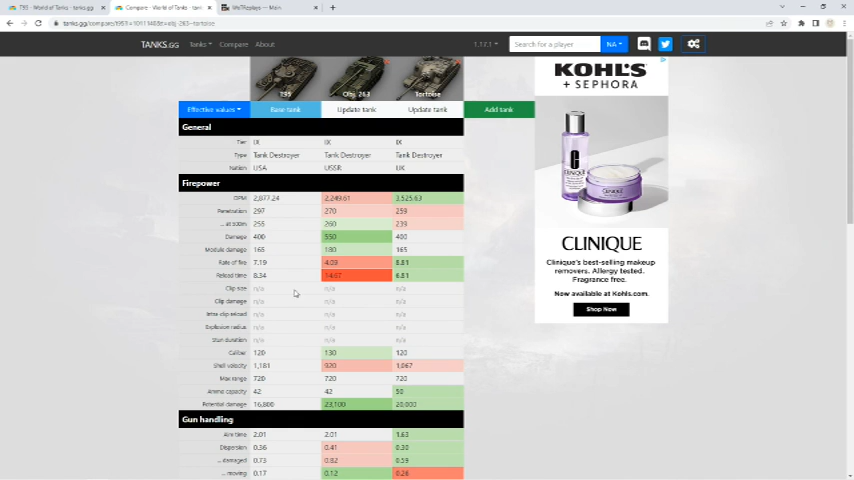 T95 - World of Tanks - tanks.gg
Compare - World of Tanks - tank
WoTReplays — Main
tanks.gg/compare/t95?t=10111480e=obj-263~tortoise
TANKS.GG Tanks Compare About 1.17.1 Search for a player NA
T95 Obj. 263 Tortoise
Effective values Base tank Update tank Update tank Add tank
General
Tier IX IX IX
Type Tank Destroyer Tank Destroyer Tank Destroyer
Nation USA USSR UK
Firepower
DPM 2,877.24 2,249.61 3,525.63
Penetration 297 270 259
... at 500m 255 260 239
Damage 400 550 400
Module damage 165 180 165
Rate of fire 7.19 4.09 8.81
Reload time 8.34 14.67 6.81
Clip size n/a n/a n/a
Clip damage n/a n/a n/a
Intra clip reload n/a n/a n/a
Explosion radius n/a n/a n/a
Stun duration n/a n/a n/a
Caliber 120 130 120
Shell velocity 1,181 920 1,067
Max range 720 720 720
Ammo capacity 42 42 50
Potential damage 16,800 23,100 20,000
Gun handling
Aim time 2.01 2.01 1.63
Dispersion 0.36 0.41 0.30
... damaged 0.73 0.82 0.59
... moving 0.17 0.12 0.26
KOHL'S
+ SEPHORA
CLINIQUE
Clinique's best-selling makeup
removers. Allergy tested.
Fragrance free.
Now available at Kohls.com.
Shop Now